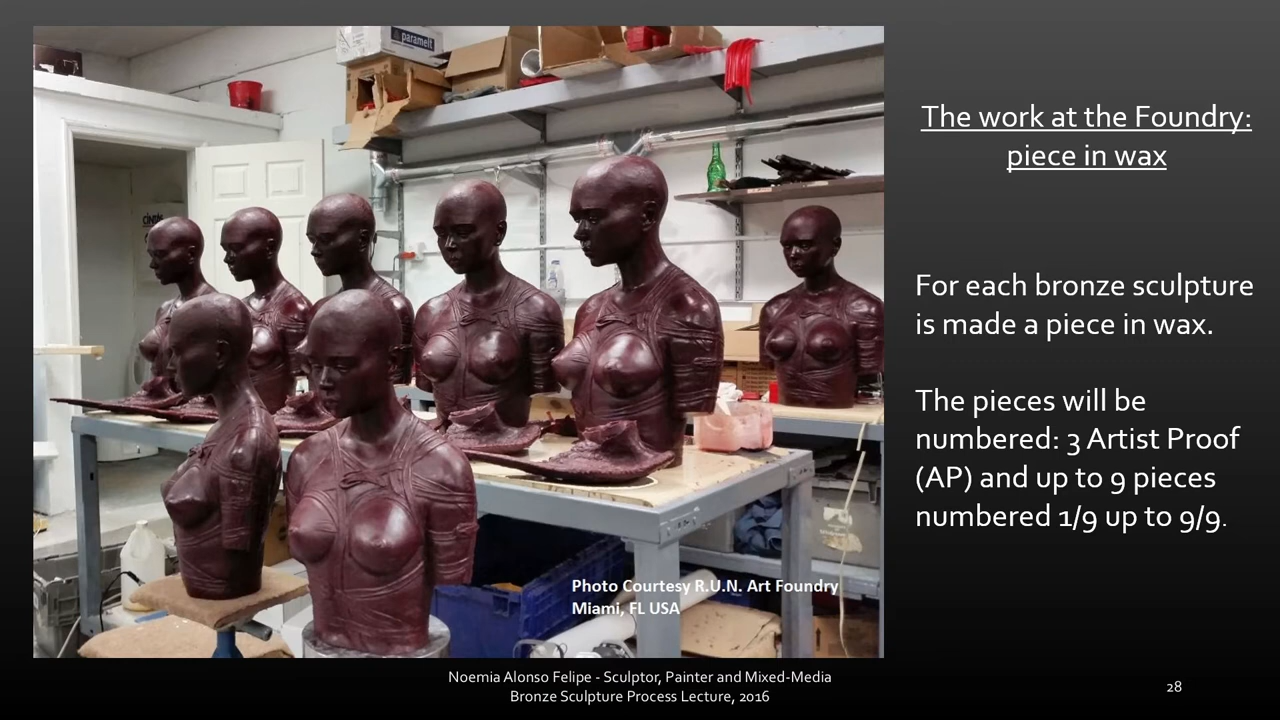 paramelt
The work at the Foundry:
piece in wax
For each bronze sculpture
is made a piece in wax.
The pieces will be
numbered: 3 Artist Proof
(AP) and up to 9 pieces
numbered 1/9 up to 9/9.
Photo Courtesy R.U.N. Art Foundry
Miami, FL USA
Noemia Alonso Felipe - Sculptor, Painter and Mixed-Media
Bronze Sculpture Process Lecture, 2016
28